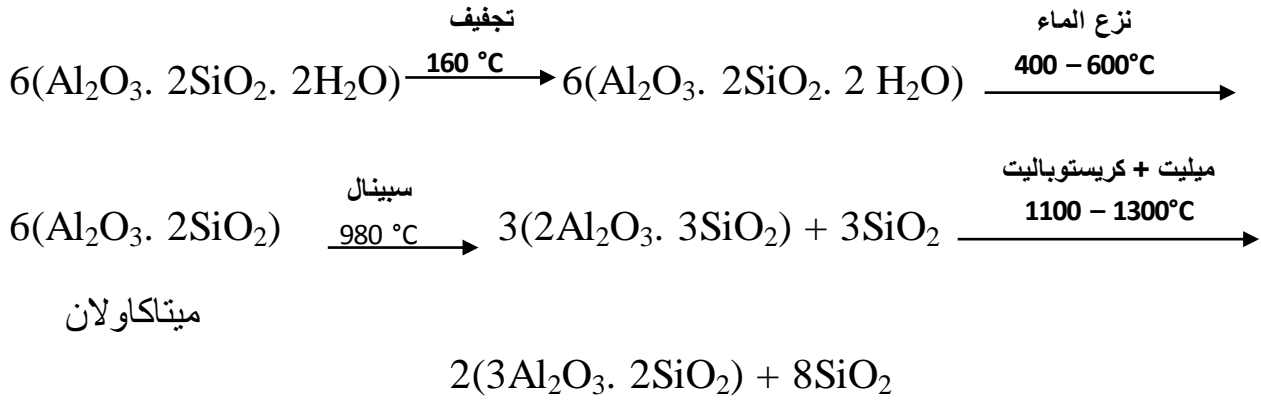 تجفيف نزع الماء
6(Al₂O₃. 2SiO₂. 2H₂O) 160 °C 6(Al₂O₃. 2SiO₂. 2 H₂O) 400 – 600°C
سبينال ميليت + كريستوباليت
6(Al₂O₃. 2SiO₂) 980 °C 3(2Al₂O₃. 3SiO₂) + 3SiO₂ 1100 – 1300°C
ميتاكاولان
2(3Al₂O₃. 2SiO₂) + 8SiO₂